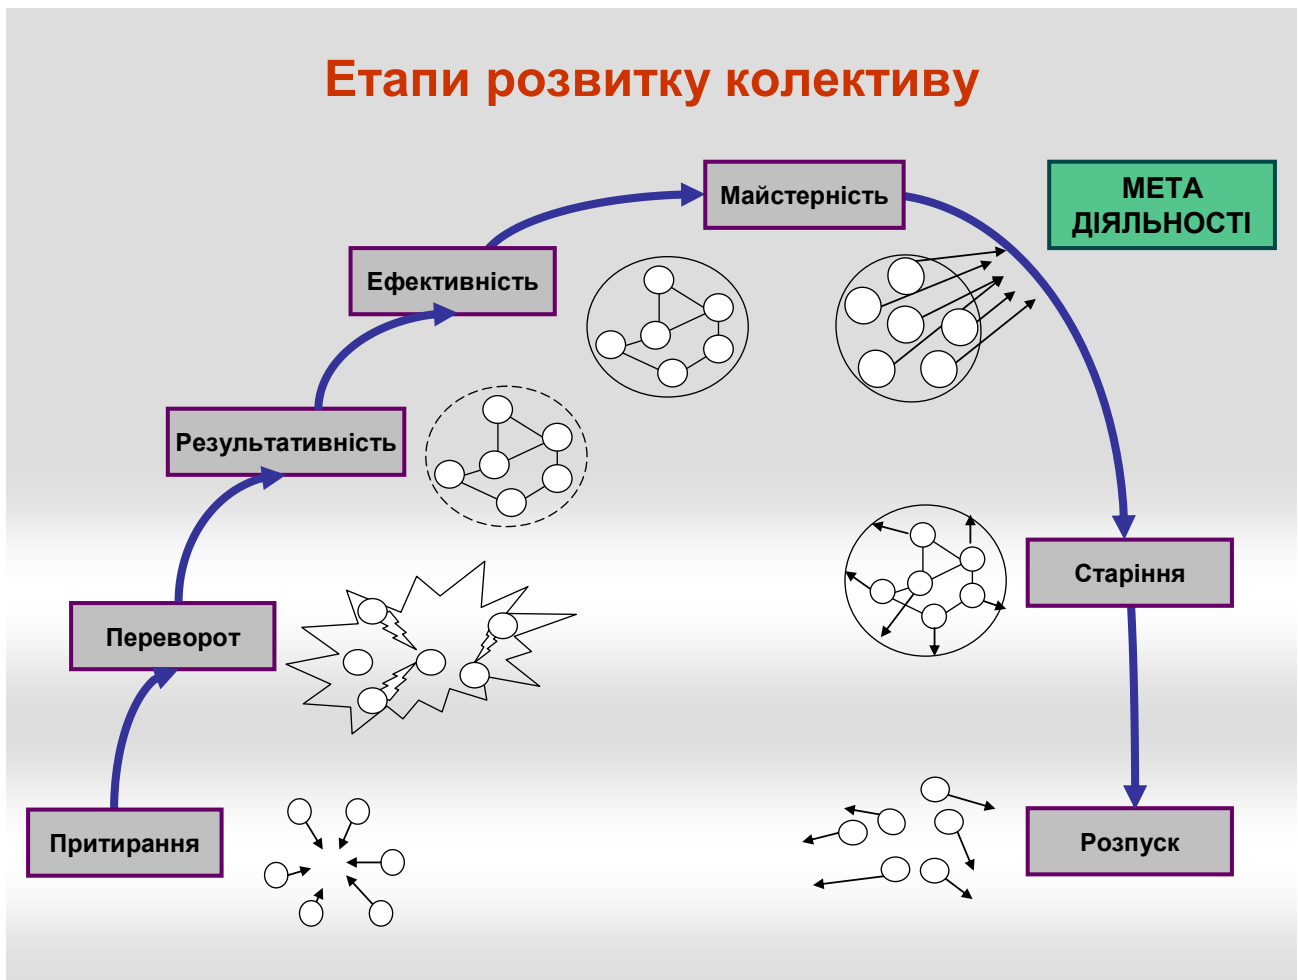 Етапи розвитку колективу
Майстерність
МЕТА
ДІЯЛЬНОСТІ
Ефективність
Результативність
Старіння
Переворот
Притирання
Розпуск